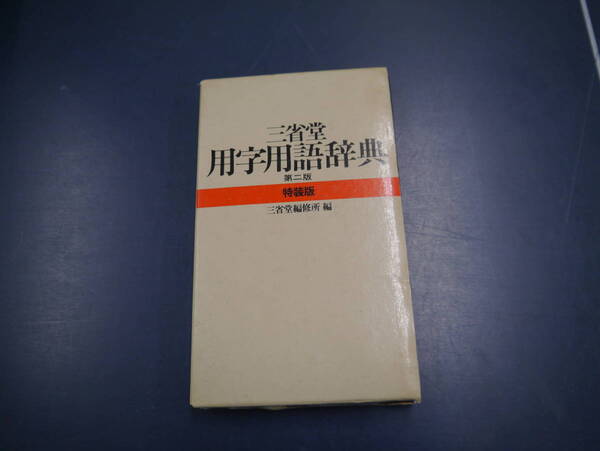 三省堂
用字用語辞典
第二版
特装版
三省堂編修所 編